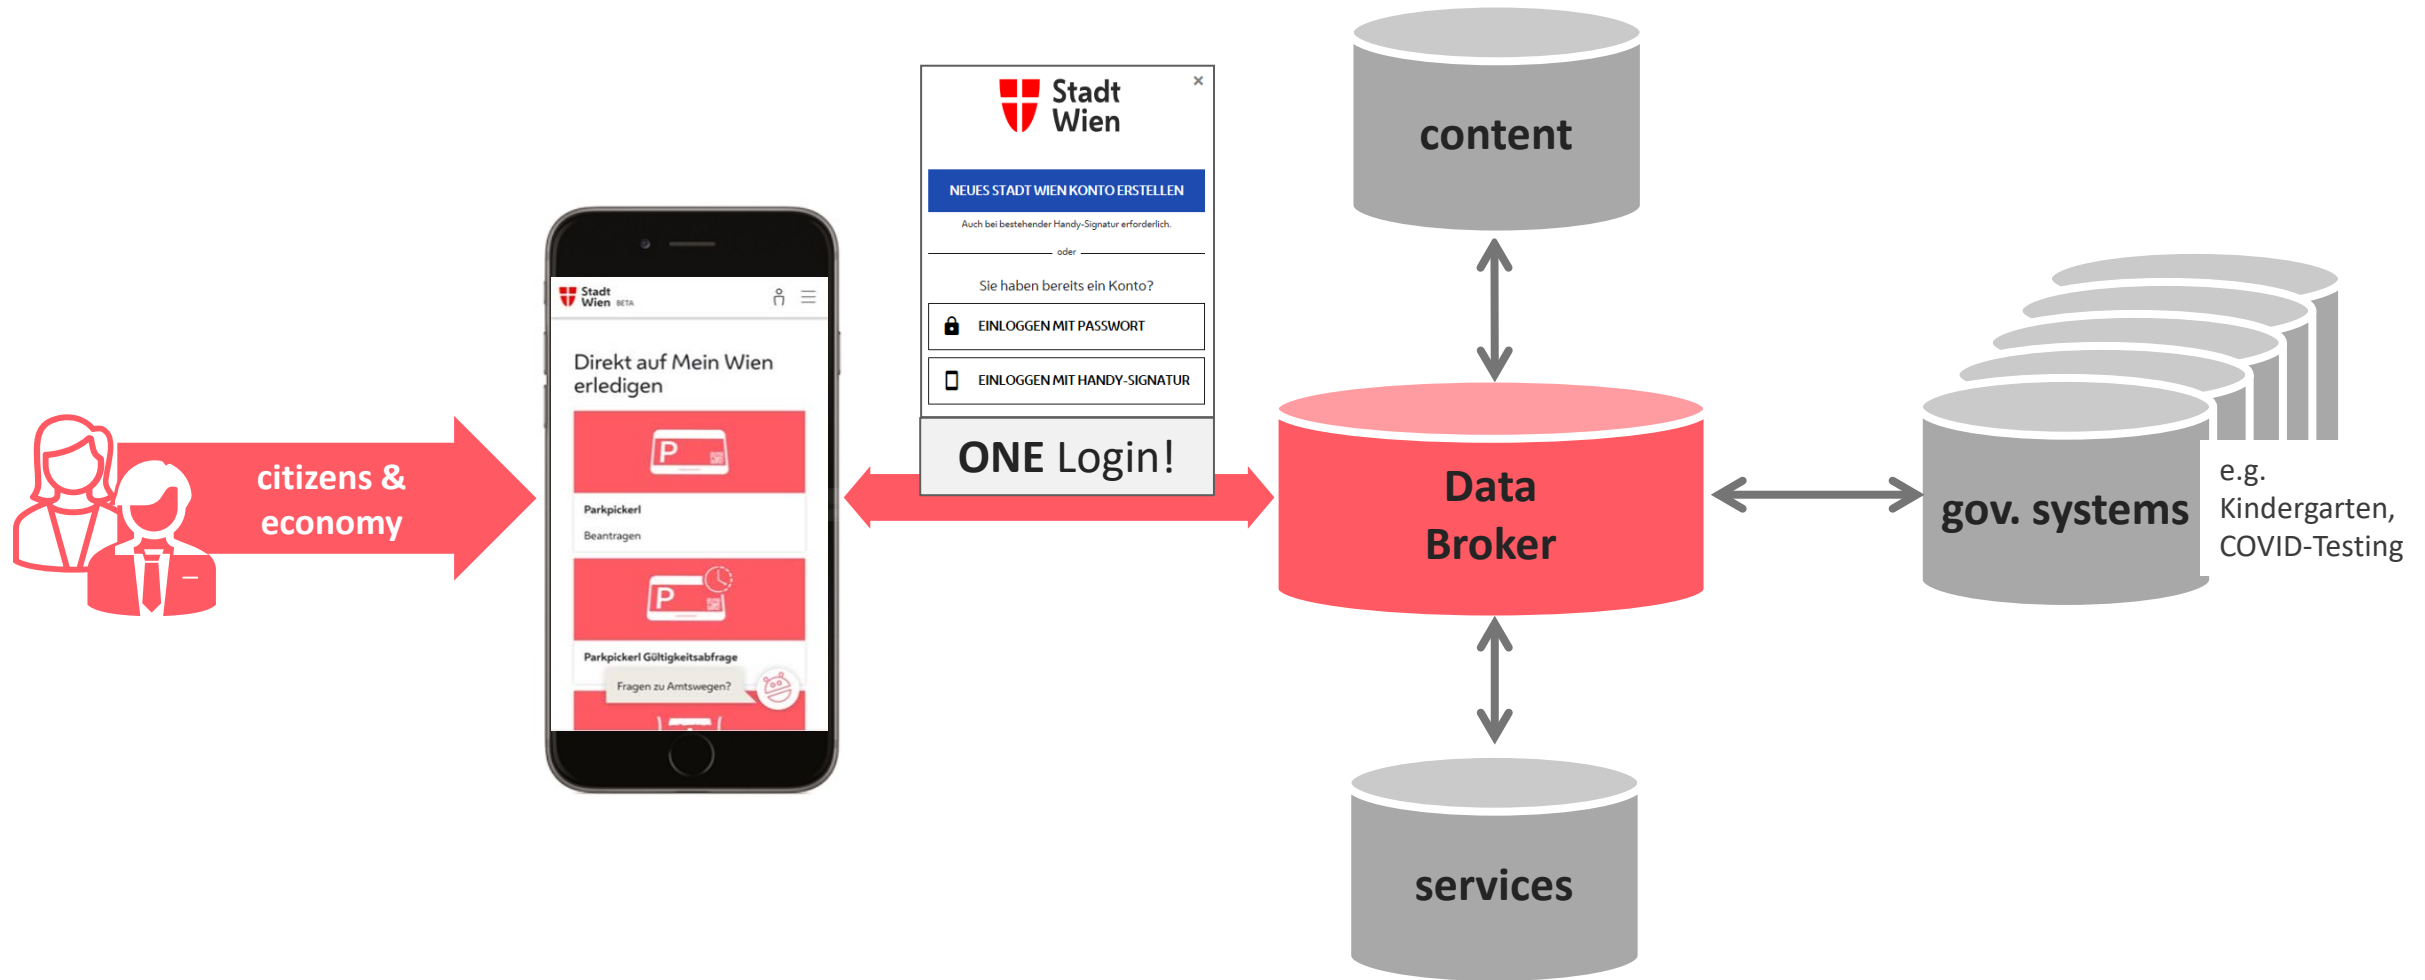 citizens &
economy
Stadt
Wien BETA
Direkt auf Mein Wien
erledigen
P
Parkpickerl
Beantragen
P
Parkpickerl Gültigkeitsabfrage
Fragen zu Amtswegen?
Stadt
Wien
×
NEUES STADT WIEN KONTO ERSTELLEN
Auch bei bestehender Handy-Signatur erforderlich.
oder
Sie haben bereits ein Konto?
EINLOGGEN MIT PASSWORT
EINLOGGEN MIT HANDY-SIGNATUR
ONE Login!
content
Data
Broker
services
gov. systems
e.g.
Kindergarten,
COVID-Testing